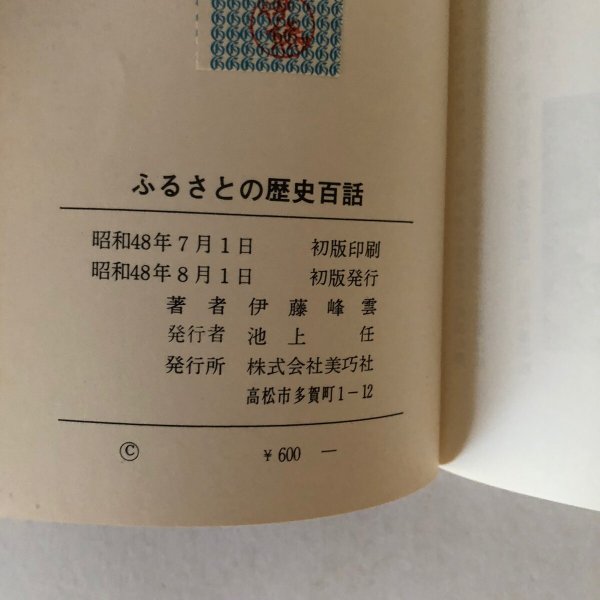 ふるさとの歴史百話
昭和48年7月1日 初版印刷
昭和48年8月1日 初版発行
著者 伊藤峰雲
発行者 池上任
発行所 株式会社美巧社
高松市多賀町1-12
© ¥600 —